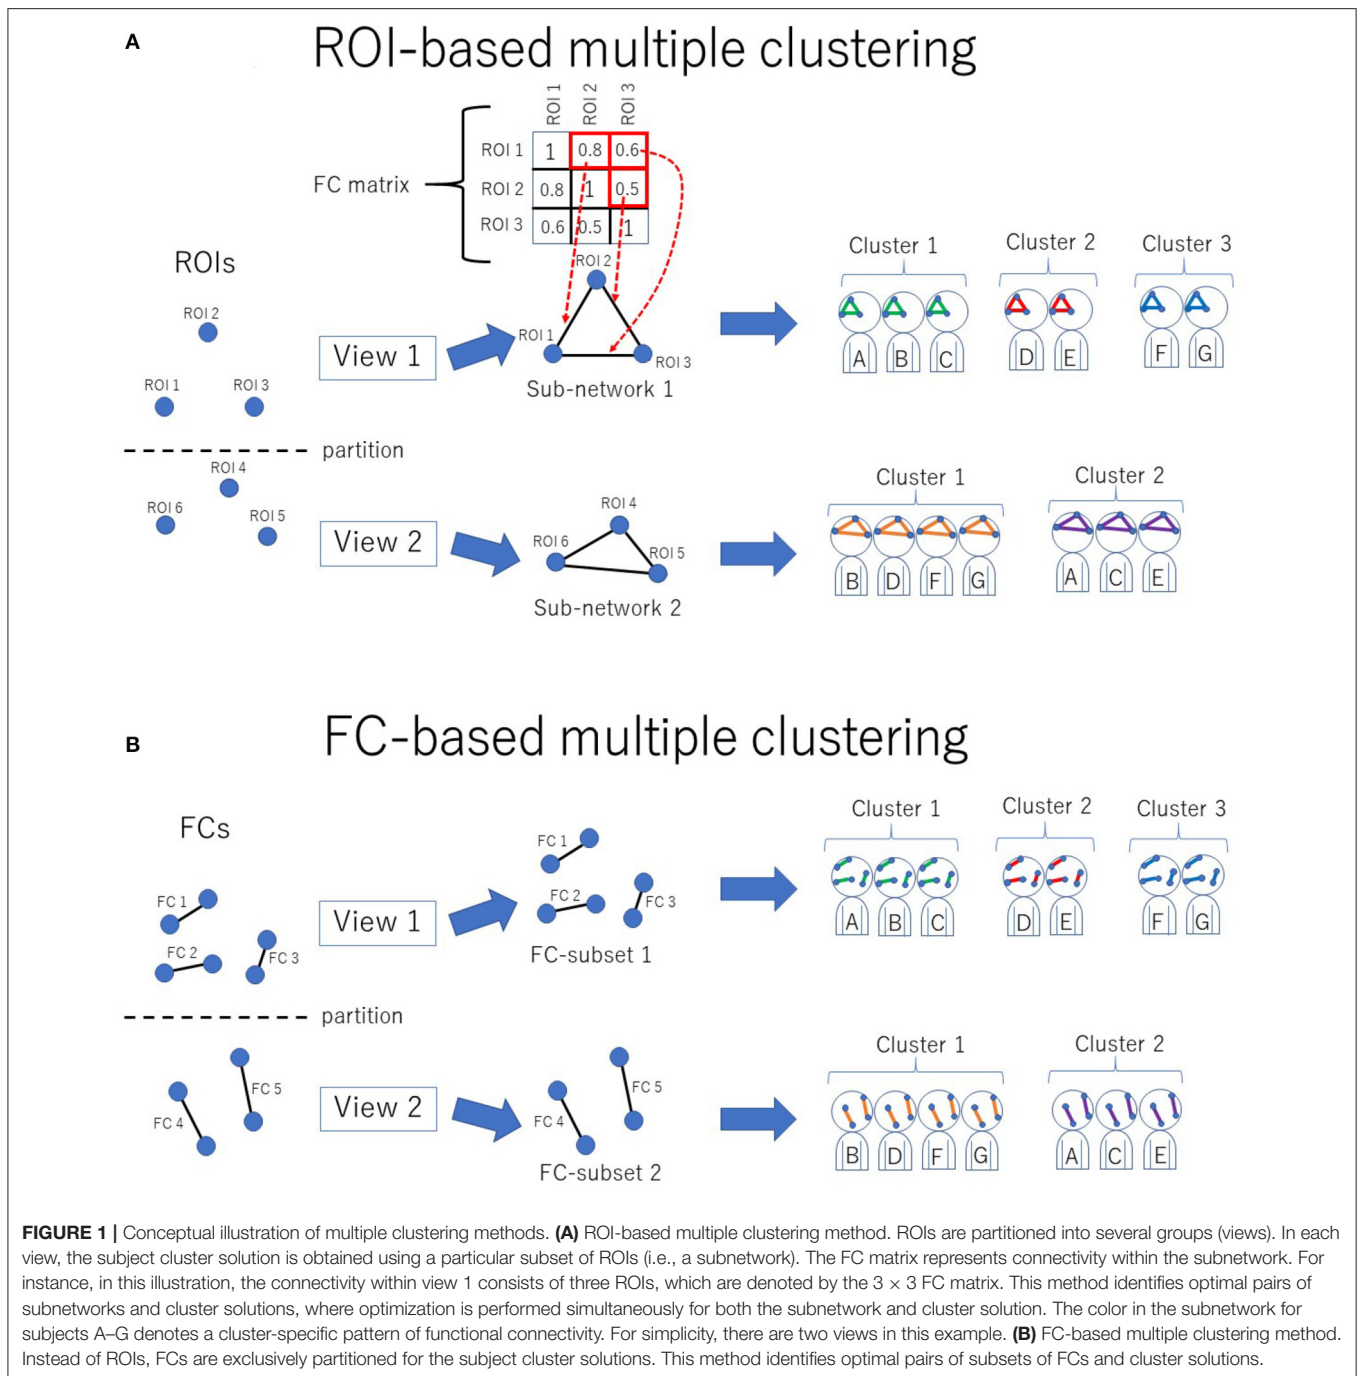 A
ROI-based multiple clustering
ROI 1
ROI 2
ROI 3
ROI 1 1 0.8 0.6
FC matrix
ROI 2 0.8 1 0.5
ROI 3 0.6 0.5 1
ROIs
ROI 2
ROI 1
ROI 3
View 1
ROI 2
ROI 1
ROI 3
Sub-network 1
Cluster 1 Cluster 2 Cluster 3
A B C D E F G
partition
ROI 4
ROI 6
ROI 5
View 2
ROI 4
ROI 6
ROI 5
Sub-network 2
Cluster 1 Cluster 2
B D F G A C E
B
FC-based multiple clustering
FCs
FC 1
FC 2
FC 3
View 1
FC 1
FC 2
FC 3
FC-subset 1
Cluster 1 Cluster 2 Cluster 3
A B C D E F G
partition
FC 5
FC 4
View 2
FC 5
FC 4
FC-subset 2
Cluster 1 Cluster 2
B D F G A C E
FIGURE 1 | Conceptual illustration of multiple clustering methods. (A) ROI-based multiple clustering method. ROIs are partitioned into several groups (views). In each
view, the subject cluster solution is obtained using a particular subset of ROIs (i.e., a subnetwork). The FC matrix represents connectivity within the subnetwork. For
instance, in this illustration, the connectivity within view 1 consists of three ROIs, which are denoted by the 3 × 3 FC matrix. This method identifies optimal pairs of
subnetworks and cluster solutions, where optimization is performed simultaneously for both the subnetwork and cluster solution. The color in the subnetwork for
subjects A–G denotes a cluster-specific pattern of functional connectivity. For simplicity, there are two views in this example. (B) FC-based multiple clustering method.
Instead of ROIs, FCs are exclusively partitioned for the subject cluster solutions. This method identifies optimal pairs of subsets of FCs and cluster solutions.